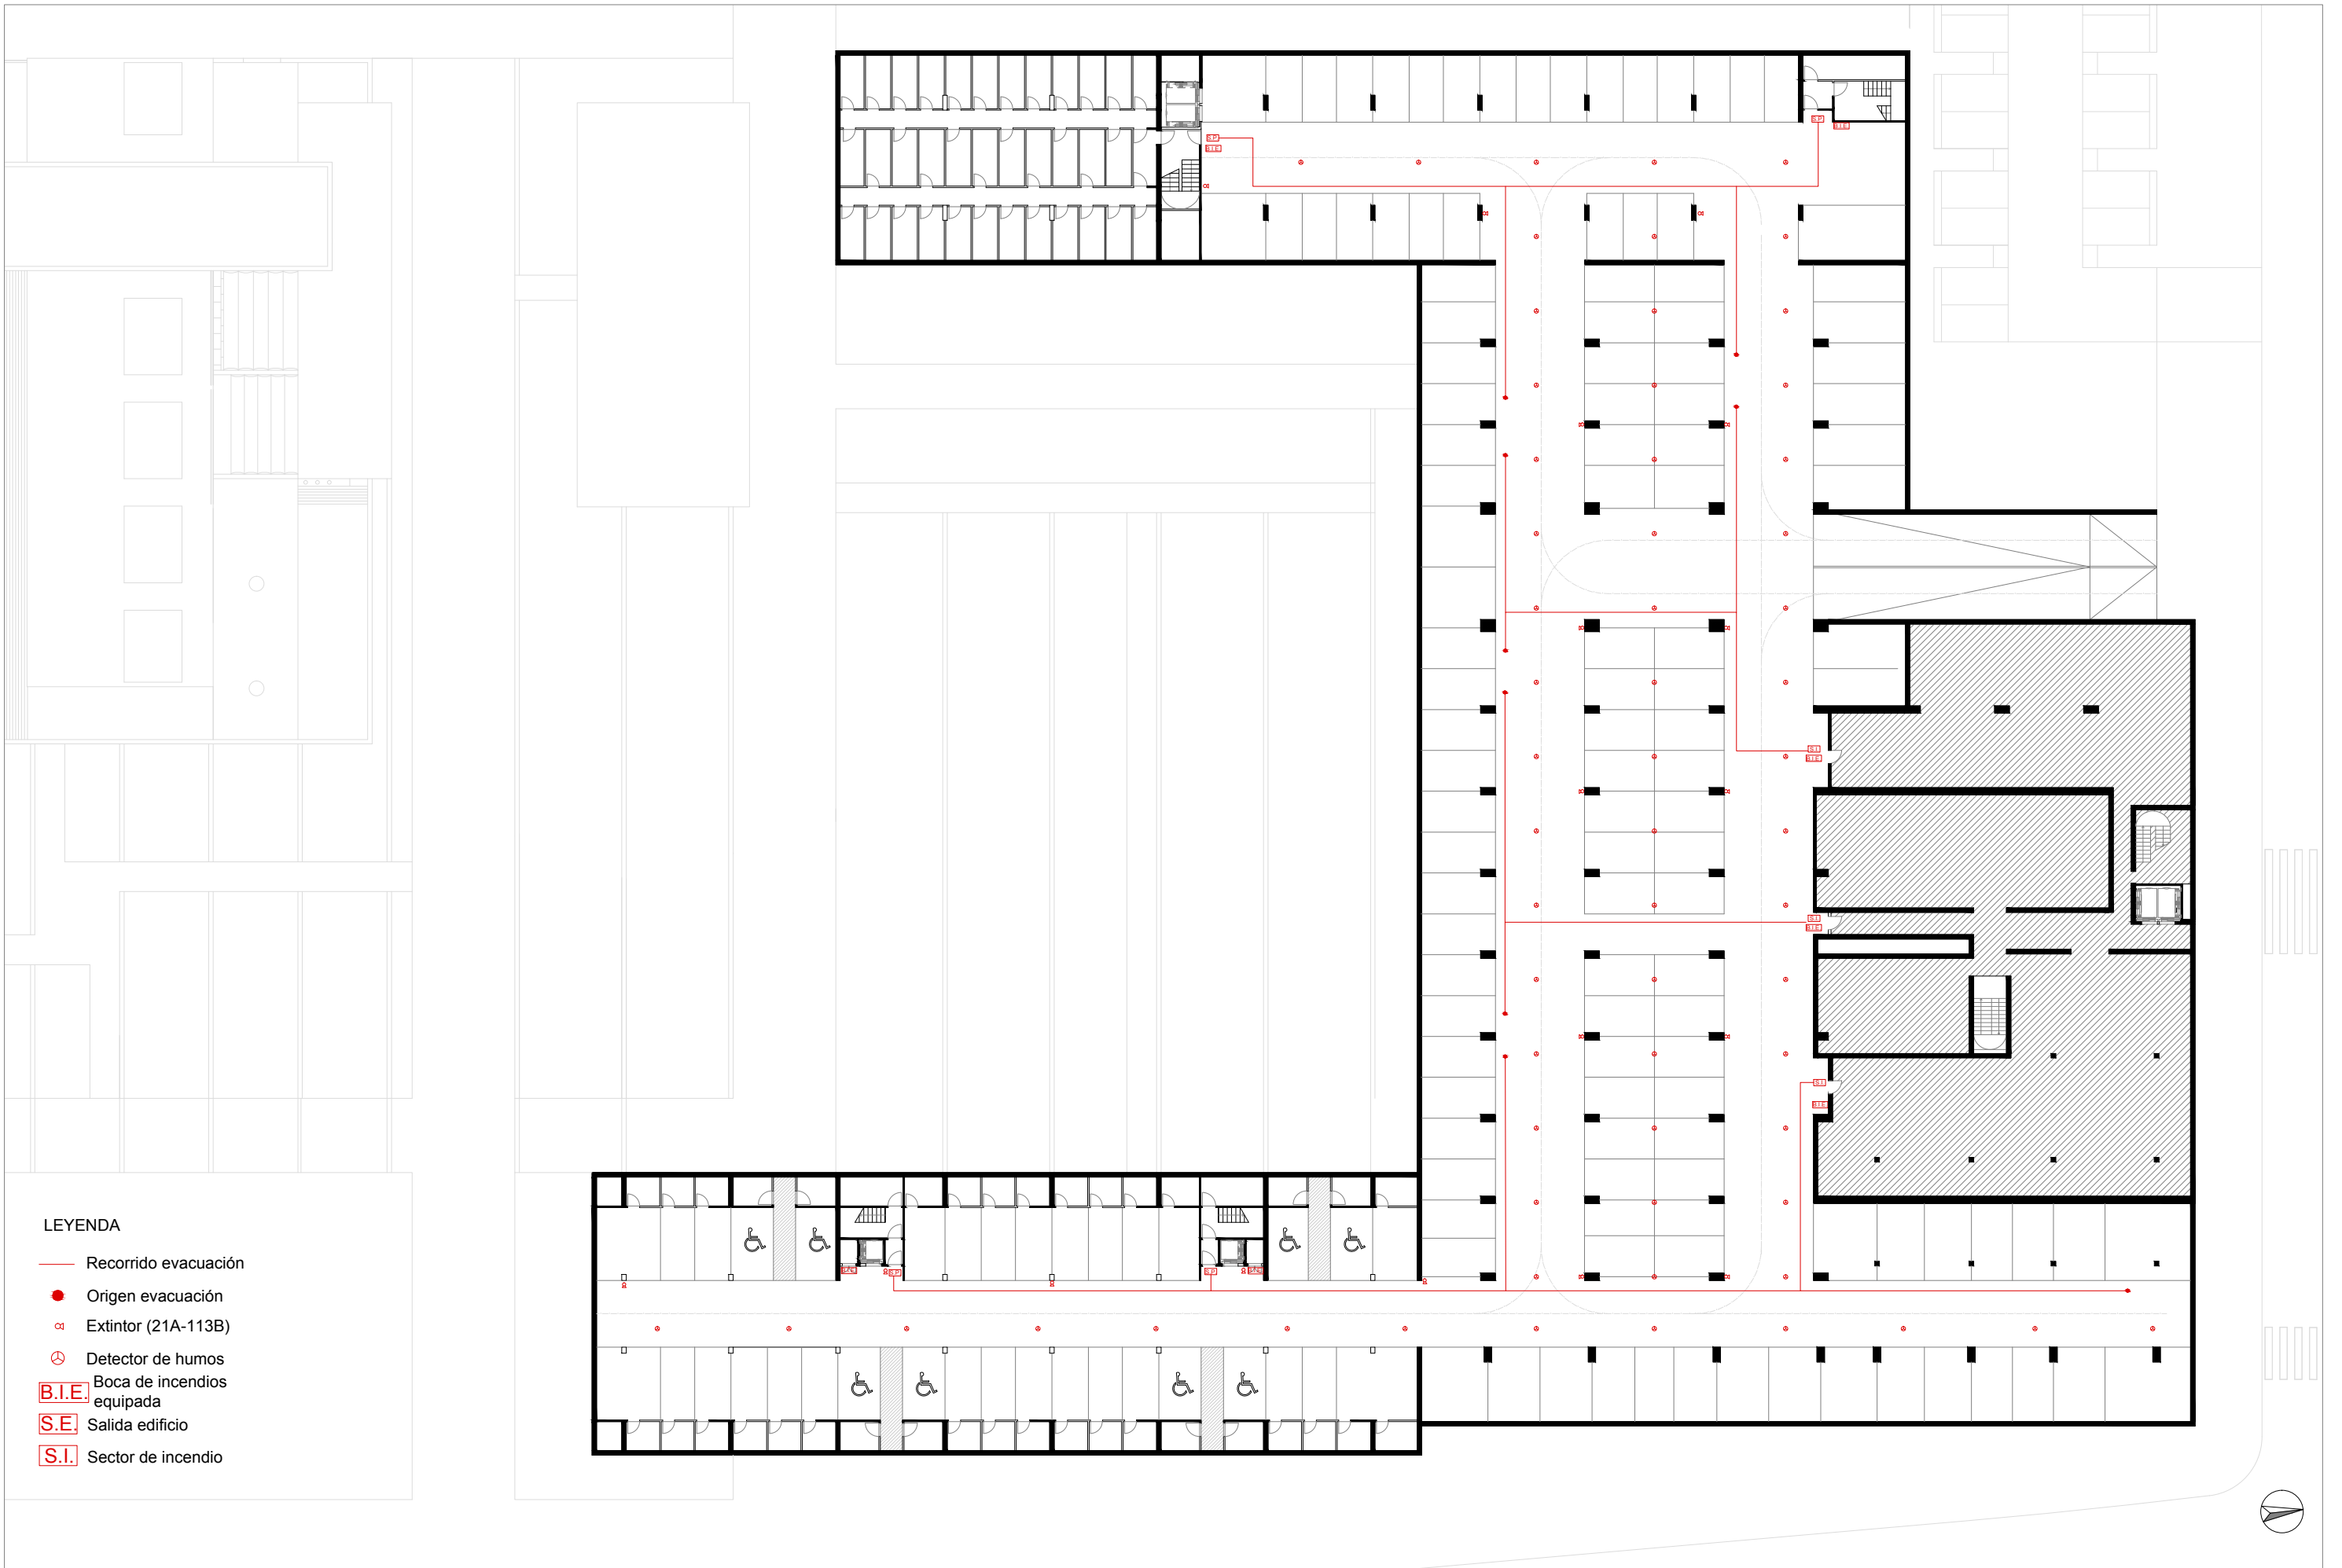 S.P.
B.I.E.
S.P.
B.I.E.
S.I.
B.I.E.
S.I.
B.I.E.
S.I.
B.I.E.
B.I.E.
S.P.
S.P.
B.I.E.
LEYENDA
Recorrido evacuación
Origen evacuación
Extintor (21A-113B)
Detector de humos
B.I.E. Boca de incendios
equipada
S.E. Salida edificio
S.I. Sector de incendio